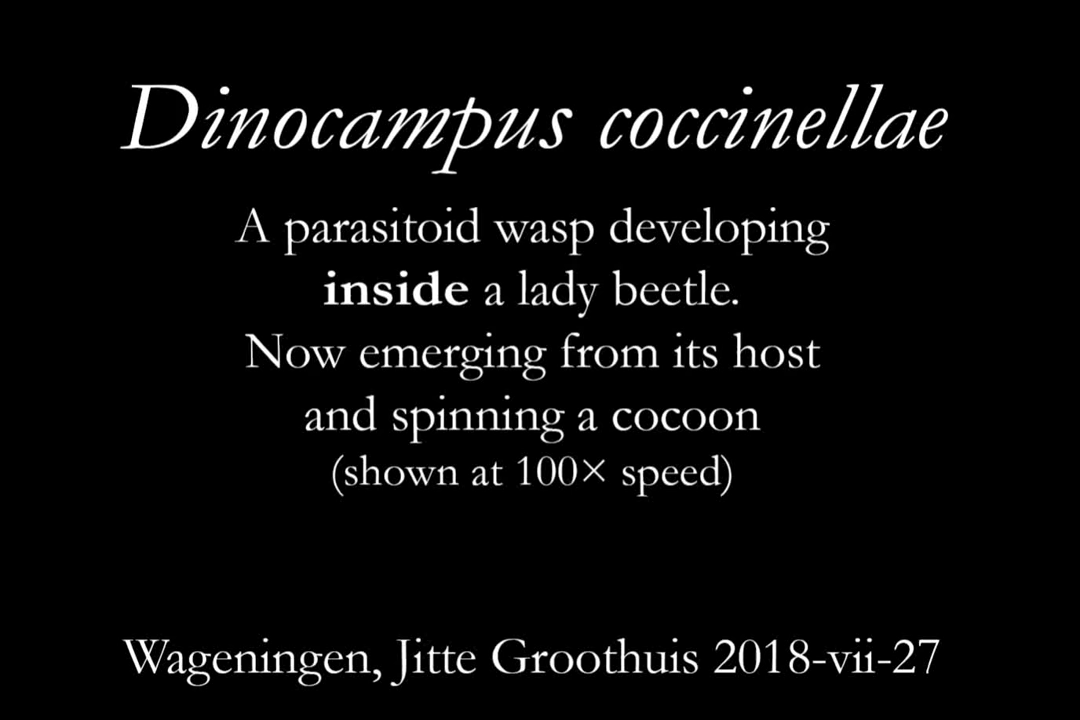 Dinocampus coccinellae
A parasitoid wasp developing
inside a lady beetle.
Now emerging from its host
and spinning a cocoon
(shown at 100× speed)
Wageningen, Jitte Groothuis 2018-vii-27